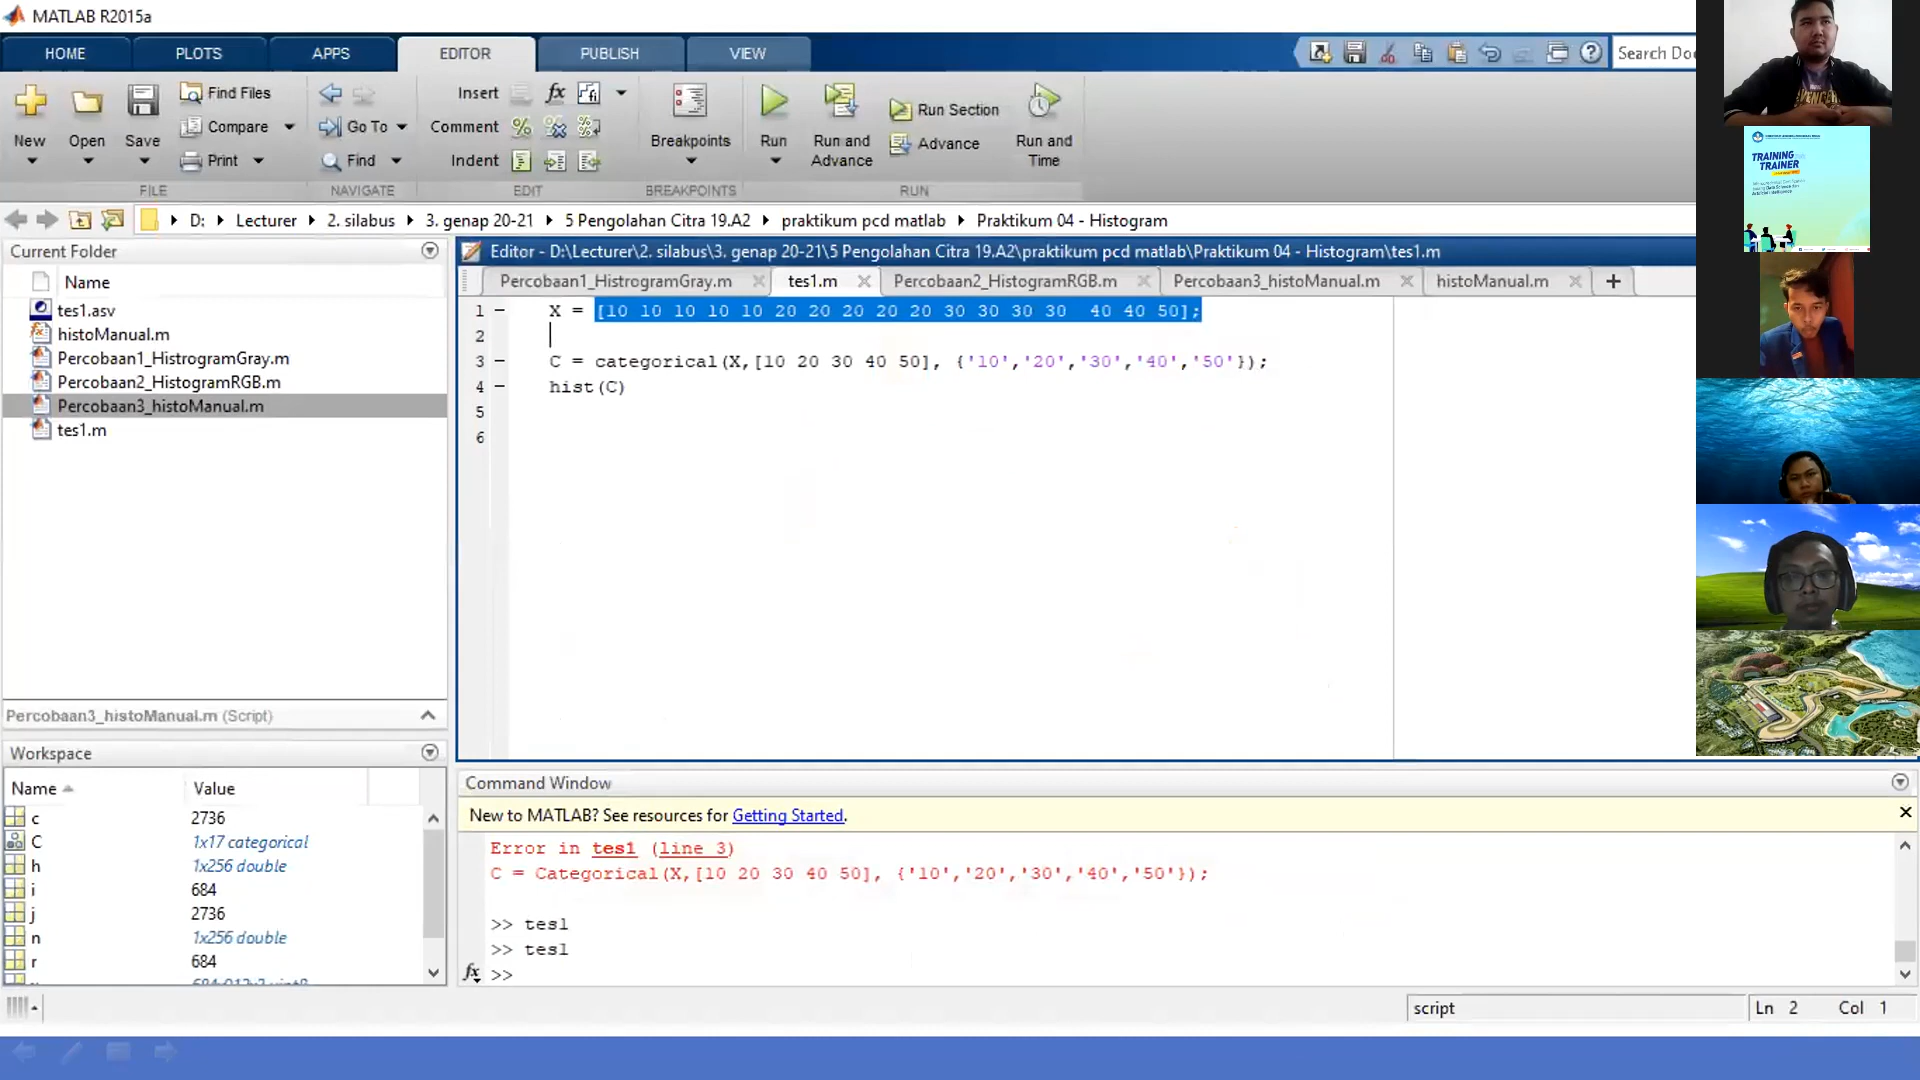 MATLAB R2015a
HOME PLOTS APPS EDITOR PUBLISH VIEW
Search Doc
New
Open
Save
Find Files
Compare
Print
Go To
Find
Insert
Comment
Indent
Breakpoints
Run
Run and Advance
Run Section
Advance
Run and Time
FILE NAVIGATE EDIT BREAKPOINTS RUN
D: Lecturer 2. silabus 3. genap 20-21 5 Pengolahan Citra 19.A2 praktikum pcd matlab Praktikum 04 - Histogram
Current Folder
Name
tes1.asv
histoManual.m
Percobaan1_HistrogramGray.m
Percobaan2_HistogramRGB.m
Percobaan3_histoManual.m
tes1.m
Percobaan3_histoManual.m (Script)
Workspace
Name Value
c 2736
C 1x17 categorical
h 1x256 double
i 684
j 2736
n 1x256 double
r 684
Editor - D:\Lecturer\2. silabus\3. genap 20-21\5 Pengolahan Citra 19.A2\praktikum pcd matlab\Praktikum 04 - Histogram\tes1.m
Percobaan1_HistrogramGray.m tes1.m Percobaan2_HistogramRGB.m Percobaan3_histoManual.m histoManual.m
1 X = [10 10 10 10 10 20 20 20 20 20 30 30 30 30  40 40 50];
2
3 C = categorical(X,[10 20 30 40 50], {'10','20','30','40','50'});
4 hist(C)
5
6
Command Window
New to MATLAB? See resources for Getting Started.
Error in tes1 (line 3)
C = Categorical(X,[10 20 30 40 50], {'10','20','30','40','50'});
>> tes1
>> tes1
fx >>
script Ln 2 Col 1
AVENGER
TRAINING
TRAINER